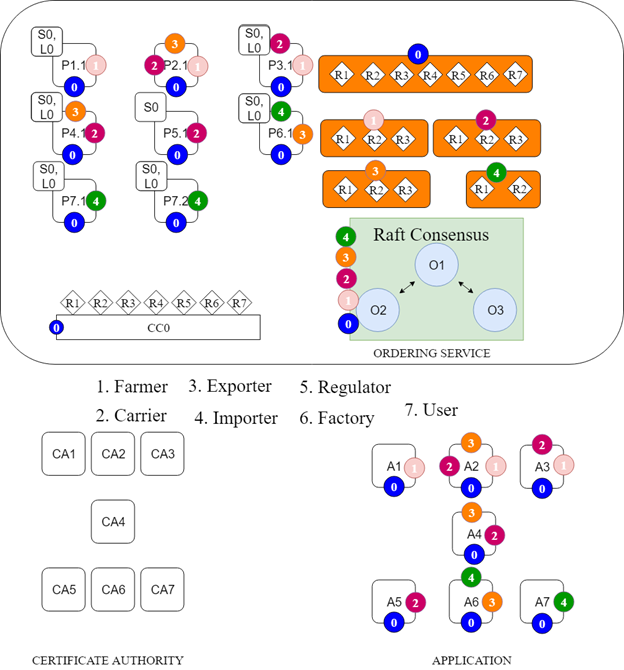 S0,
L0
P1.1
1
0
3
2
P2.1
1
0
S0,
L0
2
P3.1
1
0
0
R1 R2 R3 R4 R5 R6 R7
S0,
L0
3
P4.1
2
0
S0
P5.1
2
0
S0,
L0
4
P6.1
3
0
1
R1 R2 R3
2
R1 R2 R3
S0,
L0
P7.1
4
0
S0,
L0
P7.2
4
0
3
R1 R2 R3
4
R1 R2
4
3
2
1
0
Raft Consensus
O1
O2
O3
R1 R2 R3 R4 R5 R6 R7
0
CC0
ORDERING SERVICE
1. Farmer
3. Exporter
5. Regulator
2. Carrier
4. Importer
6. Factory
7. User
CA1 CA2 CA3
CA4
CA5 CA6 CA7
A1
1
0
3
2
A2
1
0
2
A3
1
0
3
A4
2
0
A5
2
0
4
A6
3
0
A7
4
0
CERTIFICATE AUTHORITY
APPLICATION